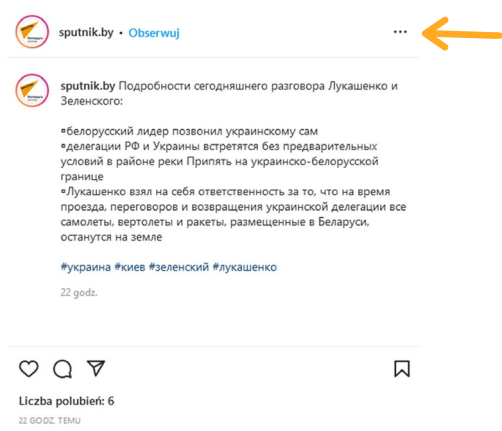 sputnik.by • Obserwuj
sputnik.by Подробности сегодняшнего разговора Лукашенко и
Зеленского:
▫белорусский лидер позвонил украинскому сам
▫делегации РФ и Украины встретятся без предварительных
условий в районе реки Припять на украинско-белорусской
границе
▫Лукашенко взял на себя ответственность за то, что на время
проезда, переговоров и возвращения украинской делегации все
самолеты, вертолеты и ракеты, размещенные в Беларуси,
останутся на земле
#украина #киев #зеленский #лукашенко
22 godz.
Liczba polubień: 6
22 GODZ. TEMU